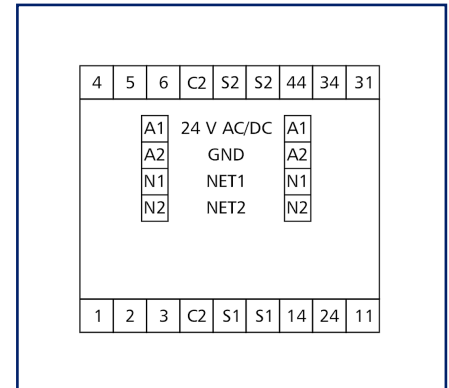 4 5 6 C2 S2 S2 44 34 31
A1 24 V AC/DC A1
A2 GND A2
N1 NET1 N1
N2 NET2 N2
1 2 3 C2 S1 S1 14 24 11